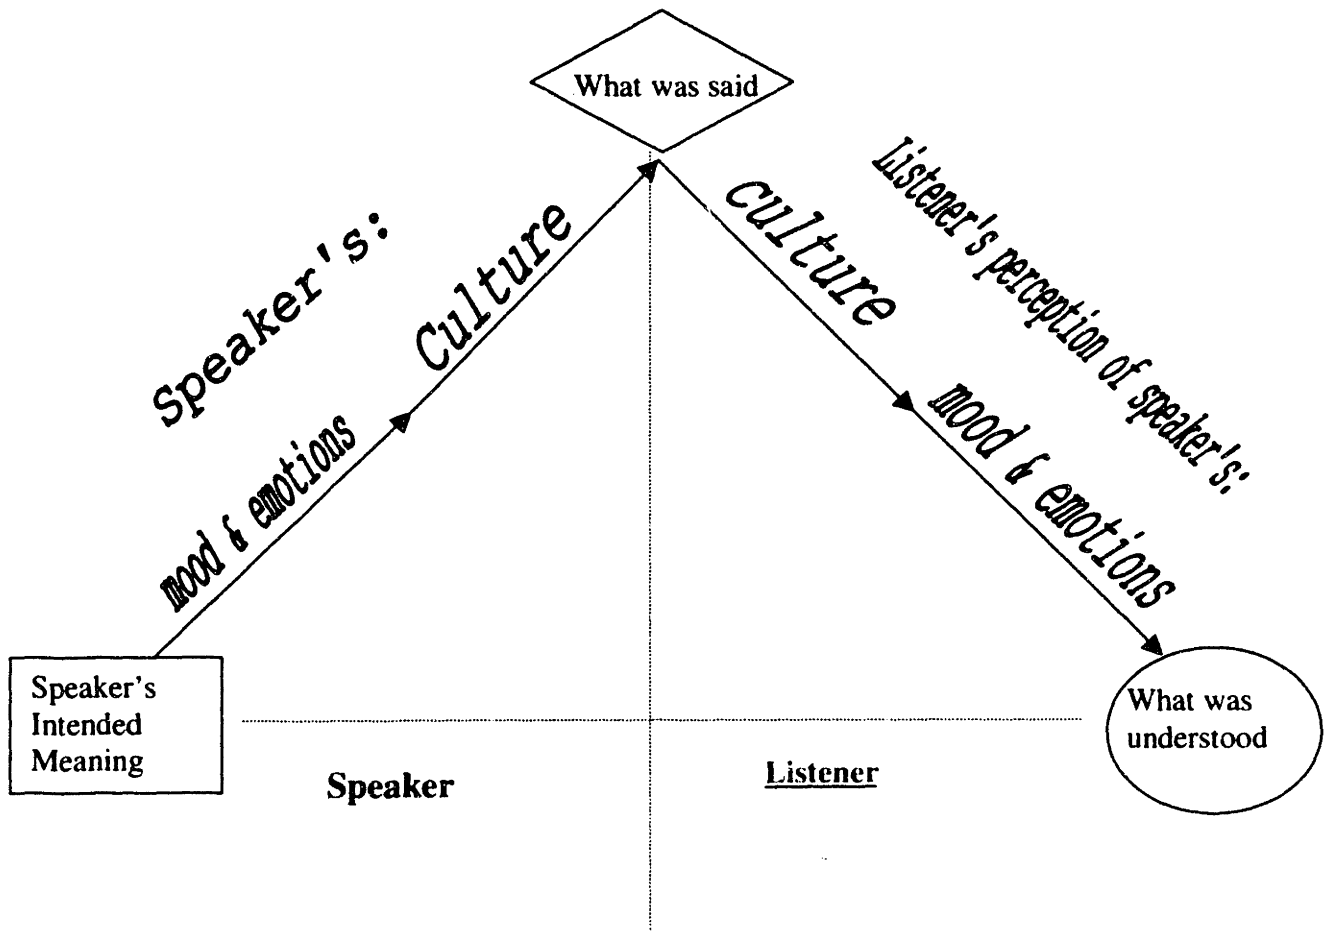 What was said
Speaker's:
Culture
mood & emotions
culture
Listener's perception of speaker's:
mood & emotions
Speaker's
Intended
Meaning
Speaker
Listener
What was
understood